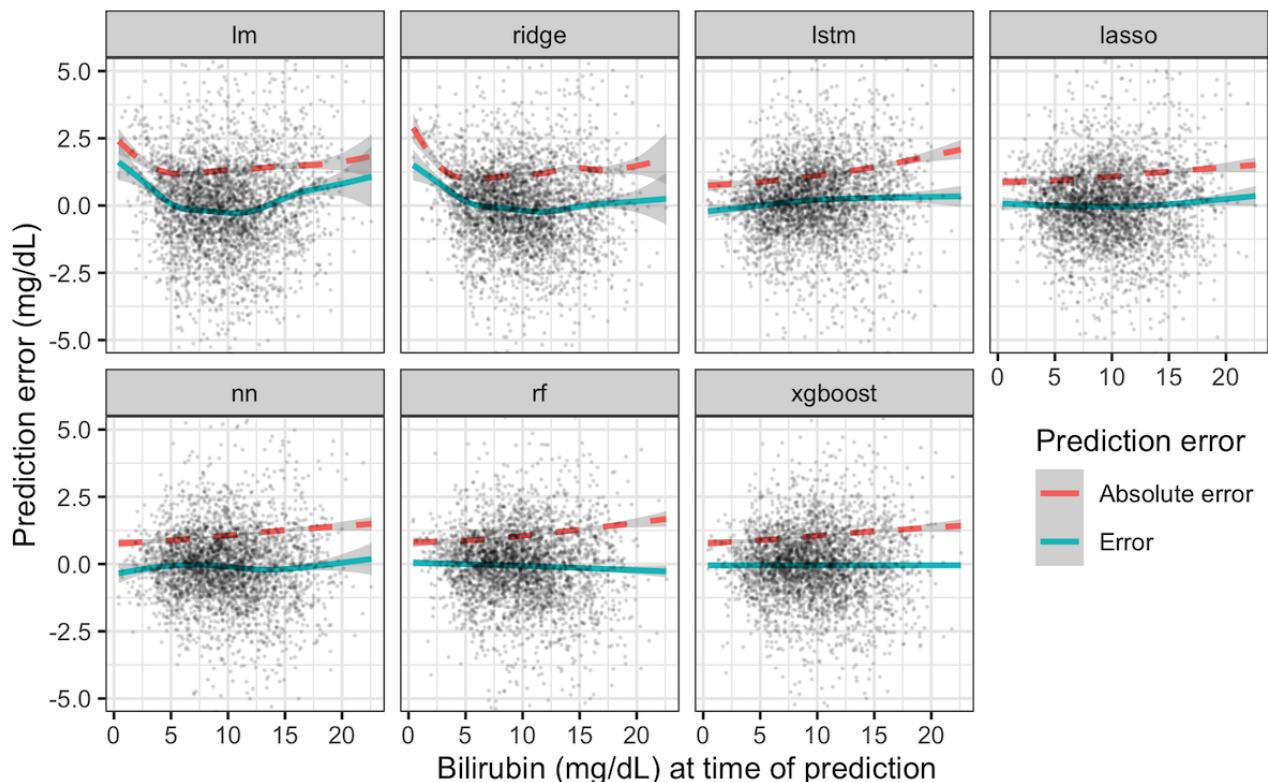 lm ridge lstm lasso
5.0
2.5
0.0
-2.5
-5.0
0 5 10 15 20
nn rf xgboost
5.0
2.5
0.0
-2.5
-5.0
0 5 10 15 20 0 5 10 15 20 0 5 10 15 20
Prediction error (mg/dL)
Bilirubin (mg/dL) at time of prediction
Prediction error
Absolute error
Error